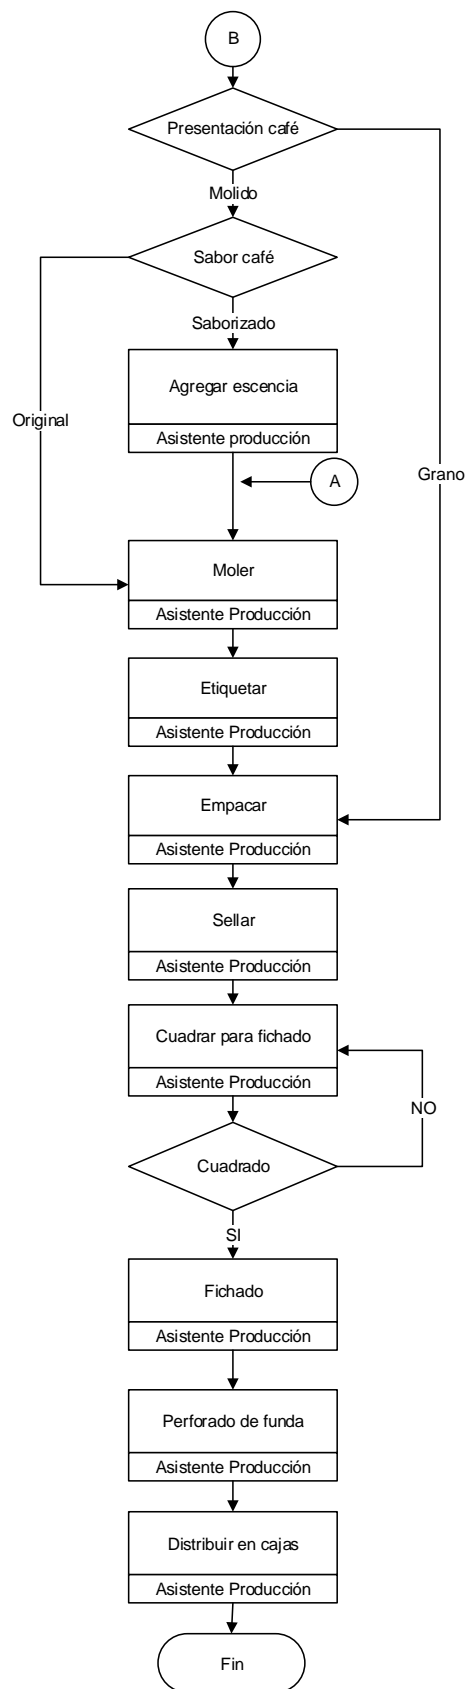 B
Presentación café
Molido
Sabor café
Saborizado
Agregar escencia
Asistente producción
Original
A
Grano
Moler
Asistente Producción
Etiquetar
Asistente Producción
Empacar
Asistente Producción
Sellar
Asistente Producción
Cuadrar para fichado
Asistente Producción
NO
Cuadrado
SI
Fichado
Asistente Producción
Perforado de funda
Asistente Producción
Distribuir en cajas
Asistente Producción
Fin